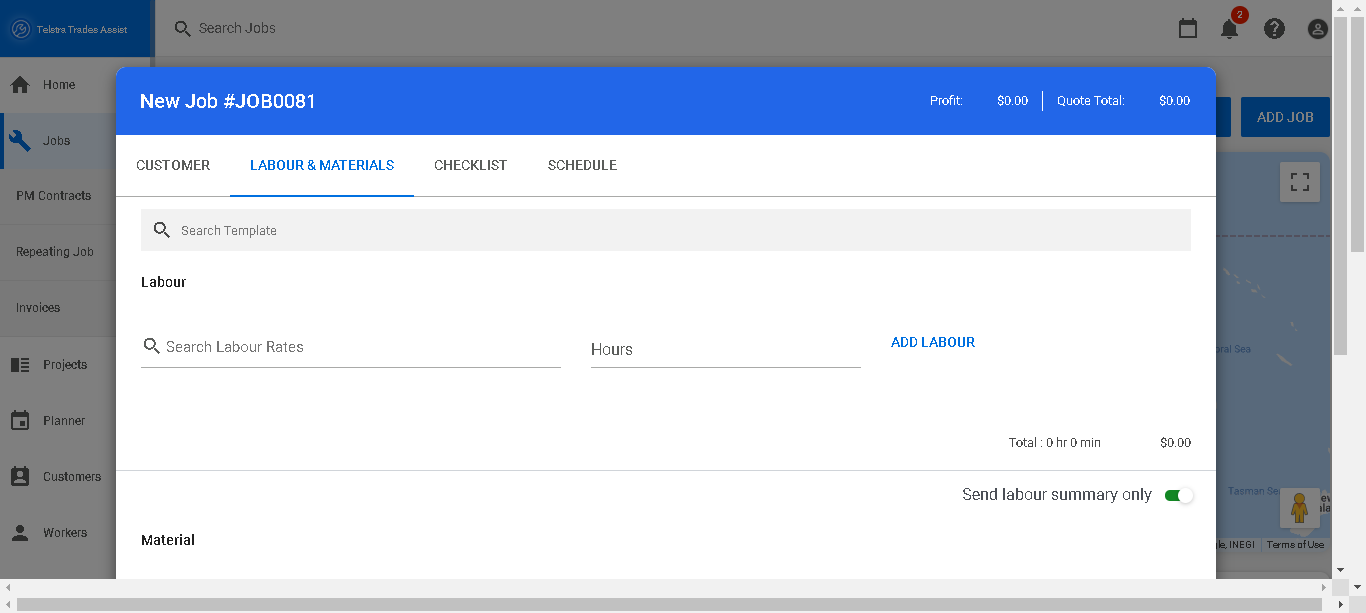 Telstra Trades Assist
Search Jobs
2
Home
Jobs
PM Contracts
Repeating Job
Invoices
Projects
Planner
Customers
Workers
ADD JOB
New Job #JOB0081
Profit: $0.00 Quote Total: $0.00
CUSTOMER LABOUR & MATERIALS CHECKLIST SCHEDULE
Search Template
Labour
Search Labour Rates Hours ADD LABOUR
Total : 0 hr 0 min $0.00
Send labour summary only
Material
Sea
Tasman
INEGI Terms of Use